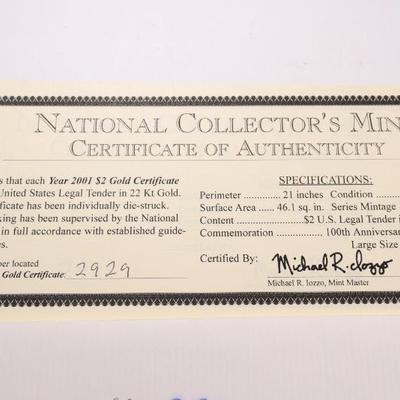 NATIONAL COLLECTOR'S MIN
CERTIFICATE OF AUTHENTICITY
s that each Year 2001 $2 Gold Certificate
United States Legal Tender in 22 Kt Gold.
ficate has been individually die-struck.
king has been supervised by the National
in full accordance with established guide-
es.
ber located
Gold Certificate: 2929
SPECIFICATIONS:
Perimeter ........ 21 inches Condition
Surface Area ..... 46.1 sq. in. Series Mintage
Content ................$2 U.S. Legal Tender i
Commemoration ........... 100th Anniversar
Large Size
Certified By: Michael R. Iozzo
Michael R. Iozzo, Mint Master